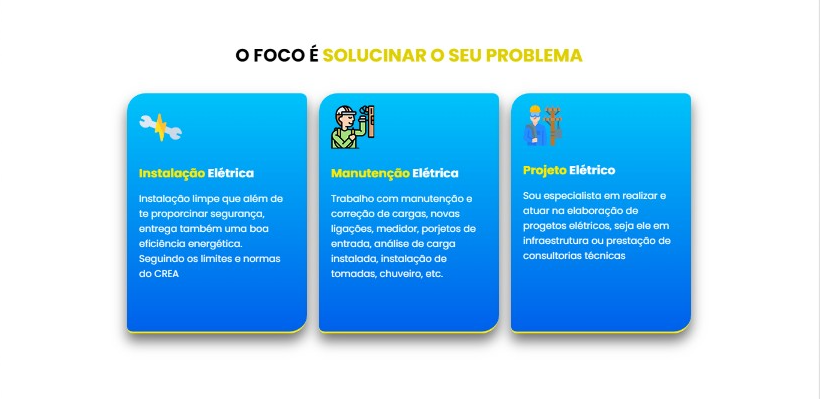 O FOCO É SOLUCINAR O SEU PROBLEMA
Instalação Elétrica
Instalação limpe que além de
te proporcinar segurança,
entrega também uma boa
eficiência energética.
Seguindo os limites e normas
do CREA
Manutenção Elétrica
Trabalho com manutenção e
correção de cargas, novas
ligações, medidor, porjetos de
entrada, análise de carga
instalada, instalação de
tomadas, chuveiro, etc.
Projeto Elétrico
Sou especialista em realizar e
atuar na elaboração de
progetos elétricos, seja ele em
infraestrutura ou prestação de
consultorias técnicas